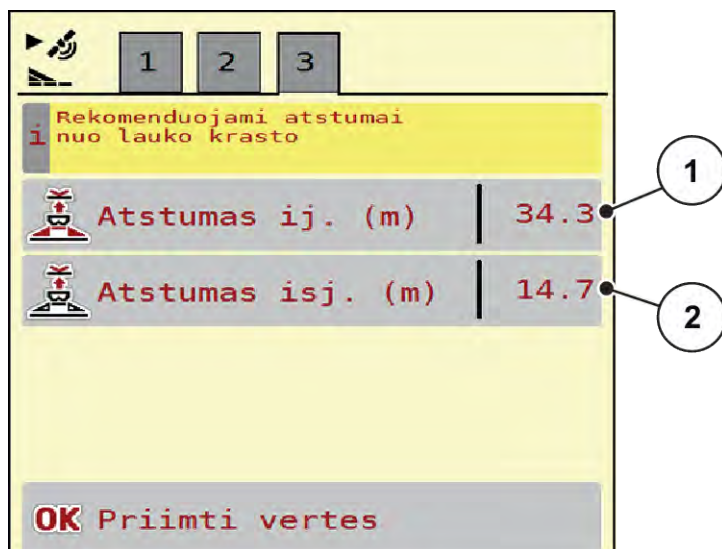 1 2 3
i Rekomenduojami atstumai
nuo lauko krasto
Atstumas ij. (m) 34.3
1
Atstumas isj. (m) 14.7
2
OK Priimti vertes